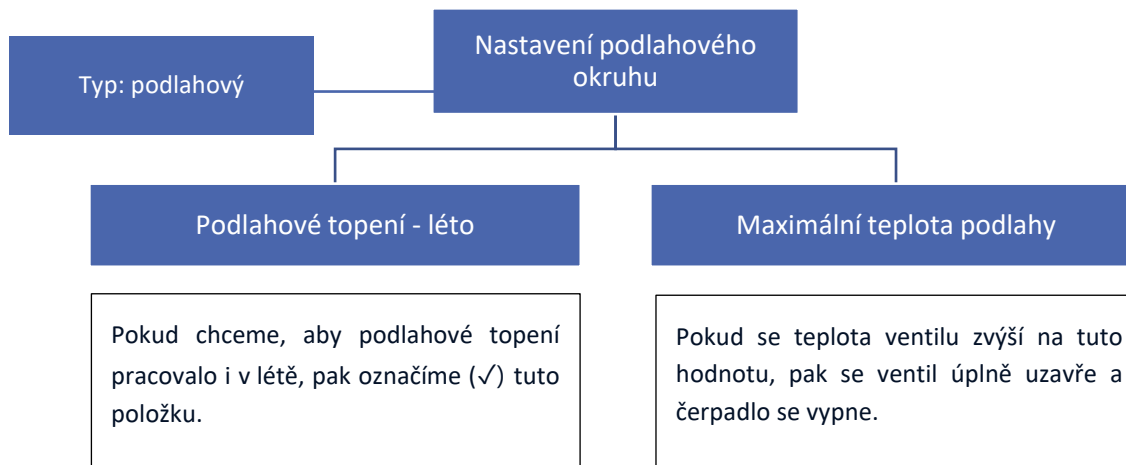 Nastavení podlahového
okruhu
Typ: podlahový
Podlahové topení - léto
Maximální teplota podlahy
Pokud chceme, aby podlahové topení
pracovalo i v létě, pak označíme (✓) tuto
položku.
Pokud se teplota ventilu zvýší na tuto
hodnotu, pak se ventil úplně uzavře a
čerpadlo se vypne.